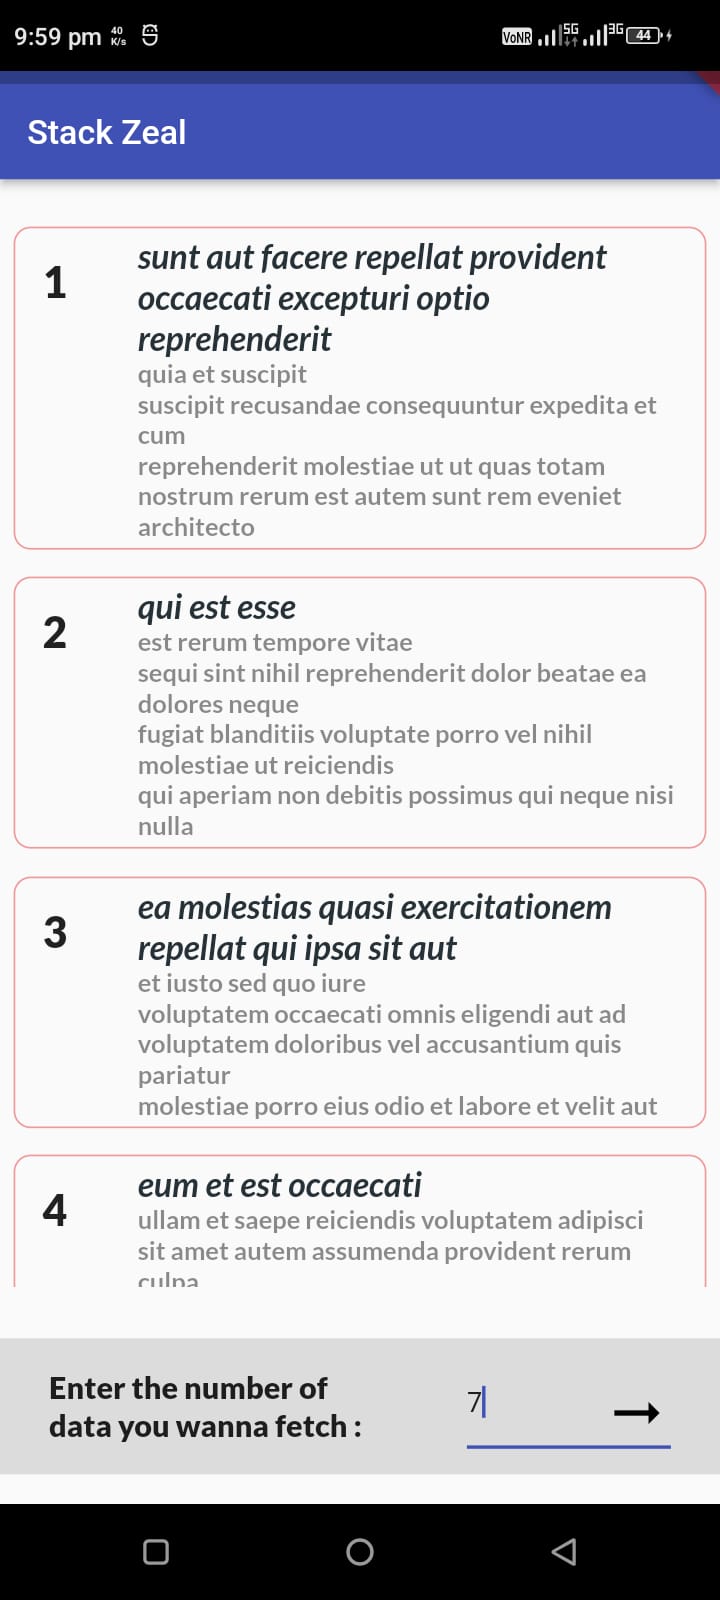 9:59 pm 40 K/s VoNR 5G 3G 44
Stack Zeal
1
sunt aut facere repellat provident
occaecati excepturi optio
reprehenderit
quia et suscipit
suscipit recusandae consequuntur expedita et
cum
reprehenderit molestiae ut ut quas totam
nostrum rerum est autem sunt rem eveniet
architecto
2
qui est esse
est rerum tempore vitae
sequi sint nihil reprehenderit dolor beatae ea
dolores neque
fugiat blanditiis voluptate porro vel nihil
molestiae ut reiciendis
qui aperiam non debitis possimus qui neque nisi
nulla
3
ea molestias quasi exercitationem
repellat qui ipsa sit aut
et iusto sed quo iure
voluptatem occaecati omnis eligendi aut ad
voluptatem doloribus vel accusantium quis
pariatur
molestiae porro eius odio et labore et velit aut
4
eum et est occaecati
ullam et saepe reiciendis voluptatem adipisci
sit amet autem assumenda provident rerum
culpa
Enter the number of
data you wanna fetch :
7